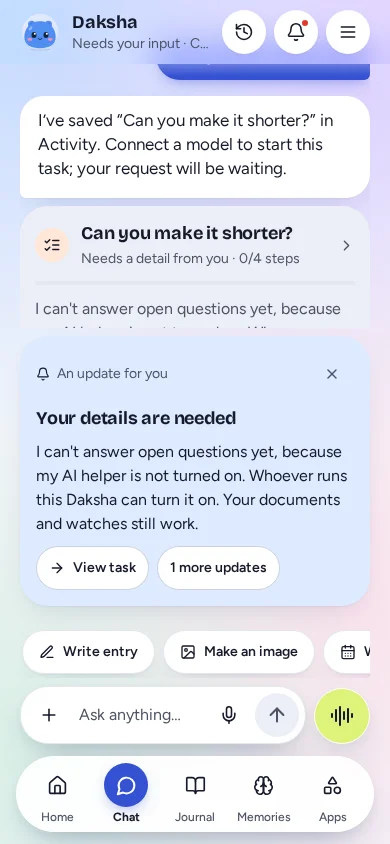 Daksha
Needs your input · C...
I've saved “Can you make it shorter?” in
Activity. Connect a model to start this
task; your request will be waiting.
Can you make it shorter?
Needs a detail from you · 0/4 steps
I can't answer open questions yet, because
An update for you
Your details are needed
I can't answer open questions yet, because
my AI helper is not turned on. Whoever runs
this Daksha can turn it on. Your documents
and watches still work.
View task
1 more updates
Write entry
Make an image
Ask anything...
Home
Chat
Journal
Memories
Apps